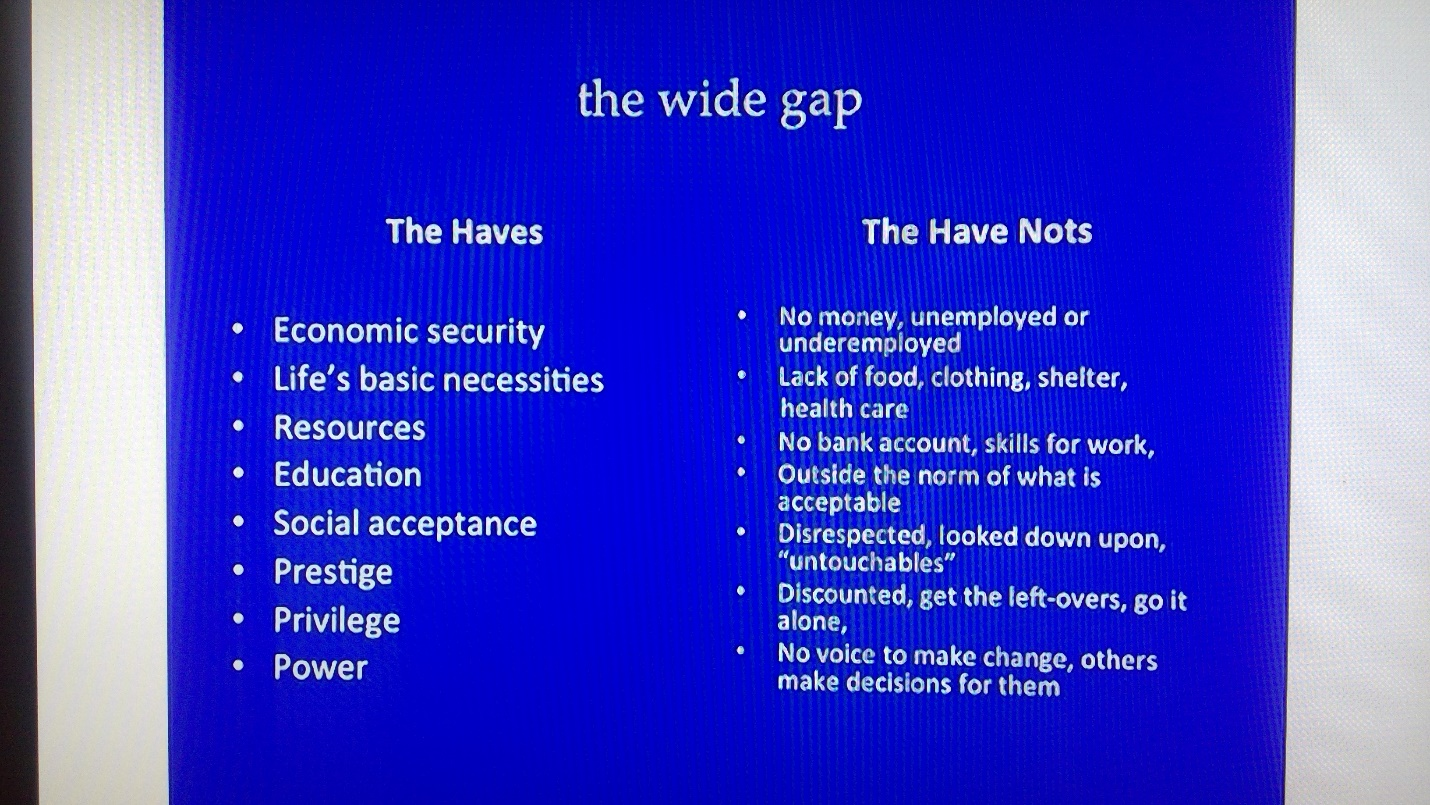 the wide gap
The Haves
• Economic security
• Life’s basic necessities
• Resources
• Education
• Social acceptance
• Prestige
• Privilege
• Power
The Have Nots
• No money, unemployed or
underemployed
• Lack of food, clothing, shelter,
health care
• No bank account, skills for work,
• Outside the norm of what is
acceptable
• Disrespected, looked down upon,
“untouchables”
• Discounted, get the left-overs, go it
alone,
• No voice to make change, others
make decisions for them